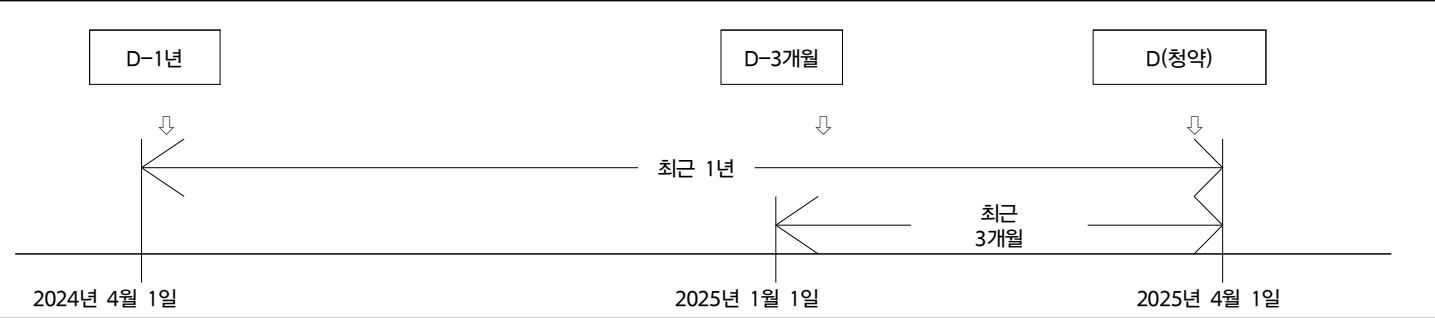 D-1년
D-3개월
D(청약)
최근 1년
최근
3개월
2024년 4월 1일
2025년 1월 1일
2025년 4월 1일